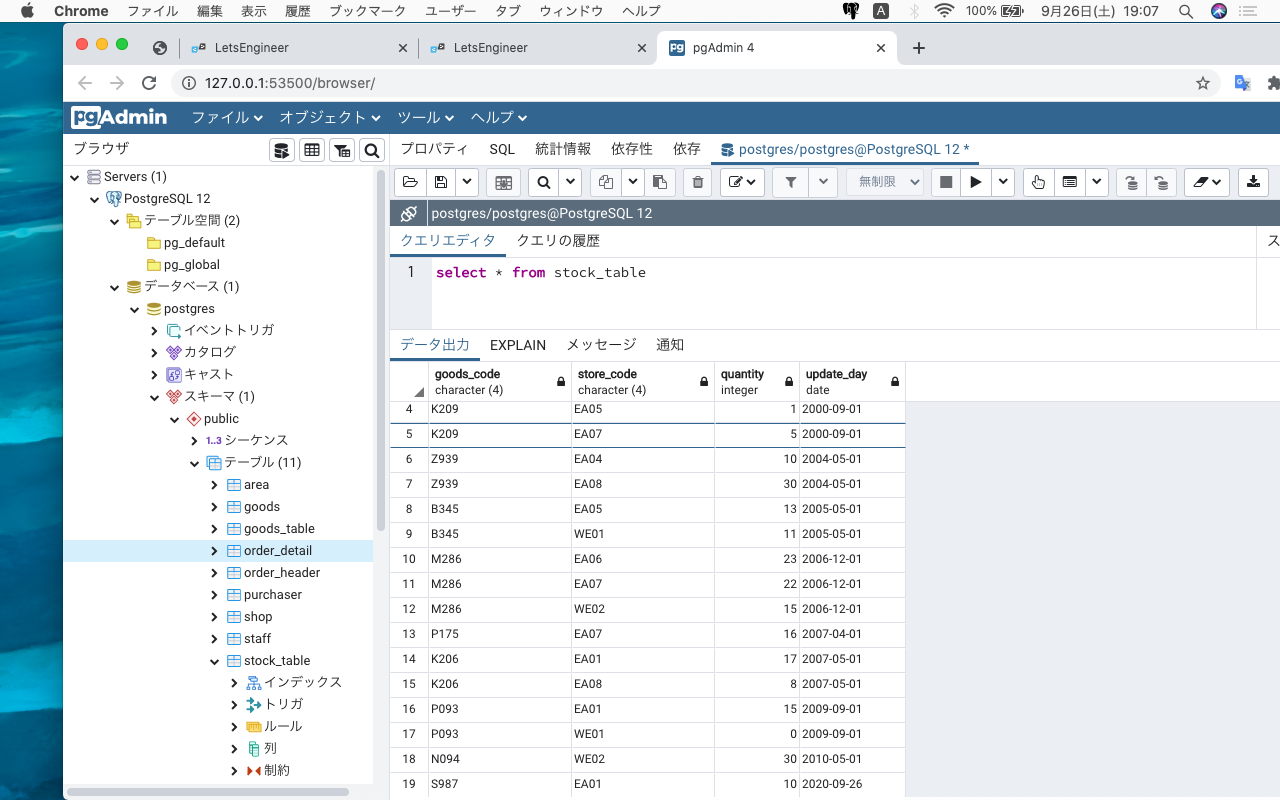 Chrome ファイル 編集 表示 履歴 ブックマーク ユーザー タブ ウィンドウ ヘルプ A 100% 9月26日(土) 19:07
LetsEngineer LetsEngineer pgAdmin 4
127.0.0.1:53500/browser/
pgAdmin ファイル オブジェクト ツール ヘルプ
ブラウザ
プロパティ SQL 統計情報 依存性 依存 postgres/postgres@PostgreSQL 12 *
無制限
postgres/postgres@PostgreSQL 12
クエリエディタ クエリの履歴 ス
1 select * from stock_table
データ出力 EXPLAIN メッセージ 通知
goods_code store_code quantity update_day
character (4) character (4) integer date
4 K209 EA05 1 2000-09-01
5 K209 EA07 5 2000-09-01
6 Z939 EA04 10 2004-05-01
7 Z939 EA08 30 2004-05-01
8 B345 EA05 13 2005-05-01
9 B345 WE01 11 2005-05-01
10 M286 EA06 23 2006-12-01
11 M286 EA07 22 2006-12-01
12 M286 WE02 15 2006-12-01
13 P175 EA07 16 2007-04-01
14 K206 EA01 17 2007-05-01
15 K206 EA08 8 2007-05-01
16 P093 EA01 15 2009-09-01
17 P093 WE01 0 2009-09-01
18 N094 WE02 30 2010-05-01
19 S987 EA01 10 2020-09-26
Servers (1)
PostgreSQL 12
テーブル空間 (2)
pg_default
pg_global
データベース (1)
postgres
イベントトリガ
カタログ
キャスト
スキーマ (1)
public
1..3 シーケンス
テーブル (11)
area
goods
goods_table
order_detail
order_header
purchaser
shop
staff
stock_table
インデックス
トリガ
ルール
列
制約